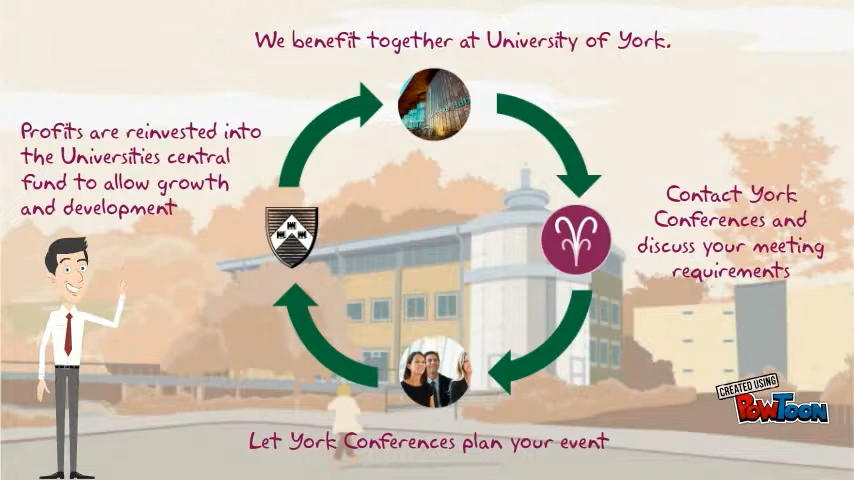 We benefit together at University of York.
Profits are reinvested into
the Universities central
fund to allow growth
and development
Contact York
Conferences and
discuss your meeting
requirements
Let York Conferences plan your event
CREATED USING
POWTOON